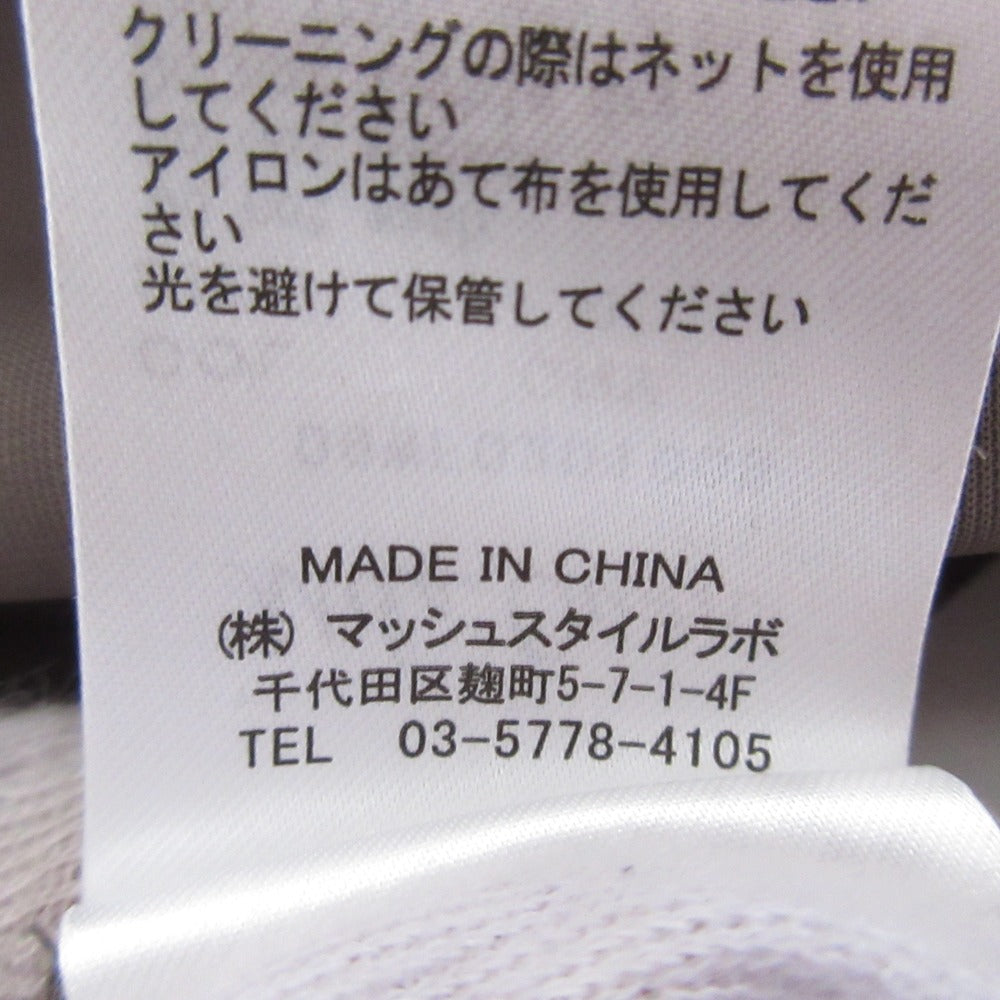 クリーニングの際はネットを使用
してください
アイロンはあて布を使用してくだ
さい
光を避けて保管してください
MADE IN CHINA
(株) マッシュスタイルラボ
千代田区麹町5-7-1-4F
TEL 03-5778-4105